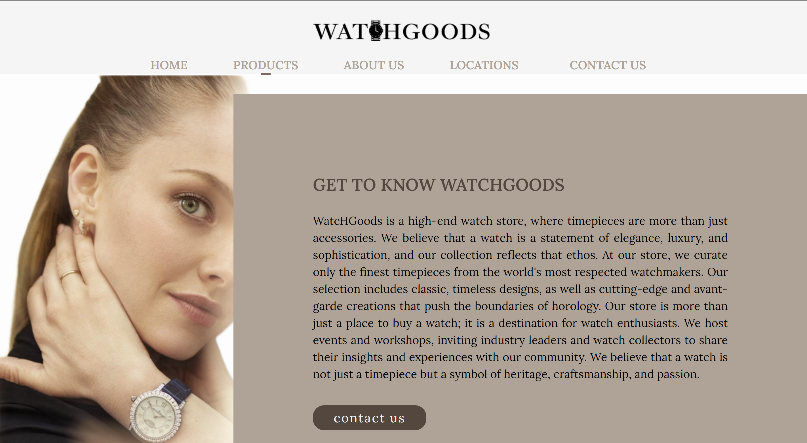 WATCHGOODS
HOME PRODUCTS ABOUT US LOCATIONS CONTACT US
GET TO KNOW WATCHGOODS
WatcHGoods is a high-end watch store, where timepieces are more than just
accessories. We believe that a watch is a statement of elegance, luxury, and
sophistication, and our collection reflects that ethos. At our store, we curate
only the finest timepieces from the world's most respected watchmakers. Our
selection includes classic, timeless designs, as well as cutting-edge and avant-
garde creations that push the boundaries of horology. Our store is more than
just a place to buy a watch; it is a destination for watch enthusiasts. We host
events and workshops, inviting industry leaders and watch collectors to share
their insights and experiences with our community. We believe that a watch is
not just a timepiece but a symbol of heritage, craftsmanship, and passion.
contact us